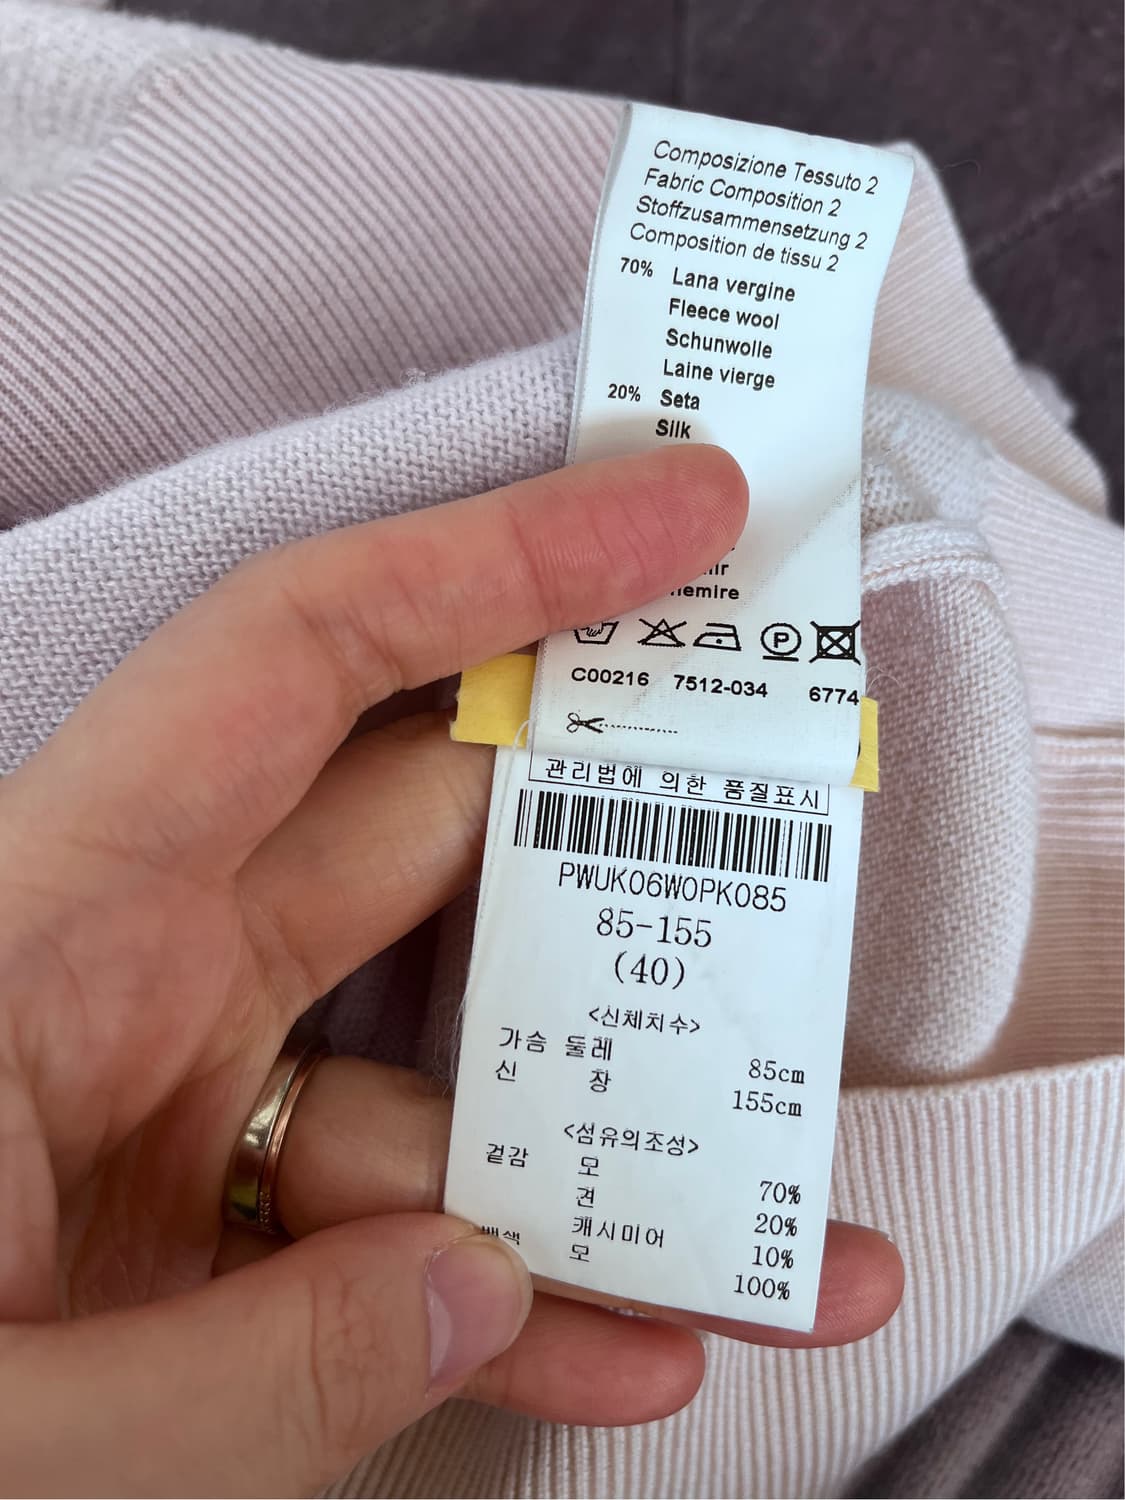 Composizione Tessuto 2
Fabric Composition 2
Stoffzusammensetzung 2
Composition de tissu 2
70% Lana vergine
Fleece wool
Schunwolle
Laine vierge
20% Seta
Silk
P
C00216 7512-034 6774
관리법에 의한 품질표시
PWUK06WOPK085
85-155
(40)
<신체치수>
가슴 둘레 85cm
신 장 155cm
<섬유의조성>
겉감 모 70%
견 20%
캐시미어 10%
모 100%